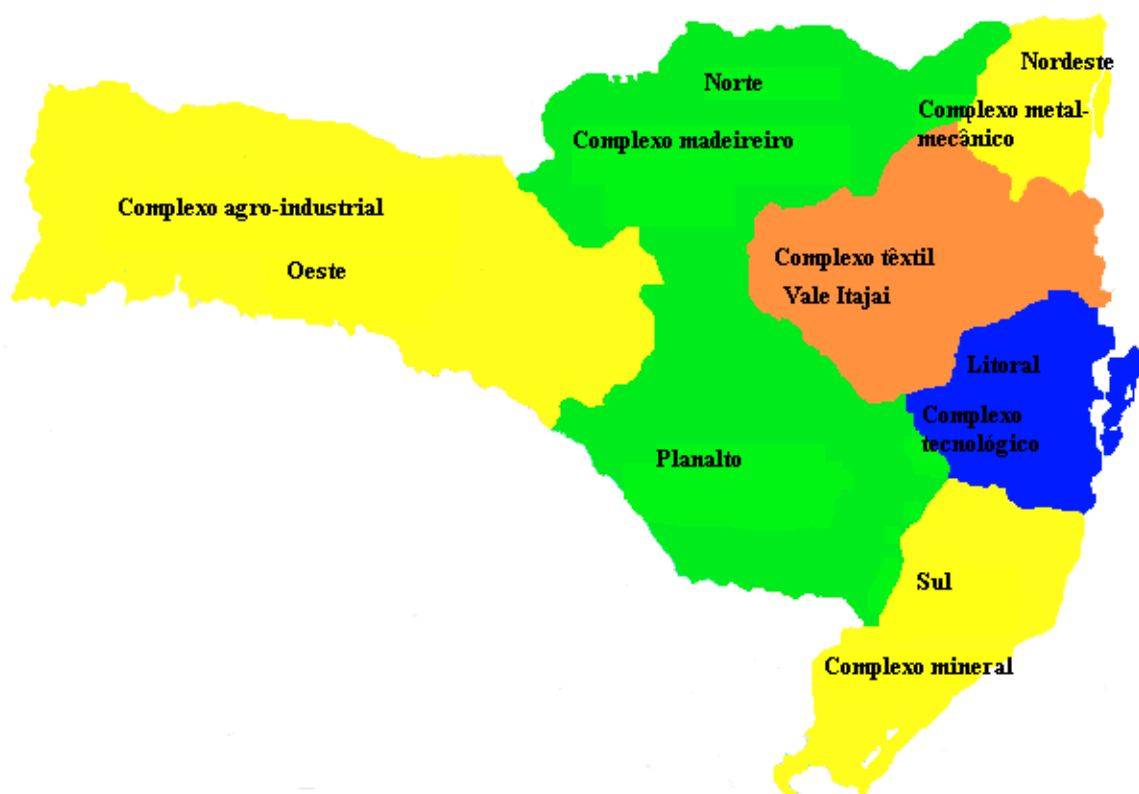 Nordeste
Norte
Complexo metal-
mecânico
Complexo madeireiro
Complexo agro-industrial
Oeste
Complexo têxtil
Vale Itajai
Litoral
Complexo
tecnológico
Planalto
Sul
Complexo mineral